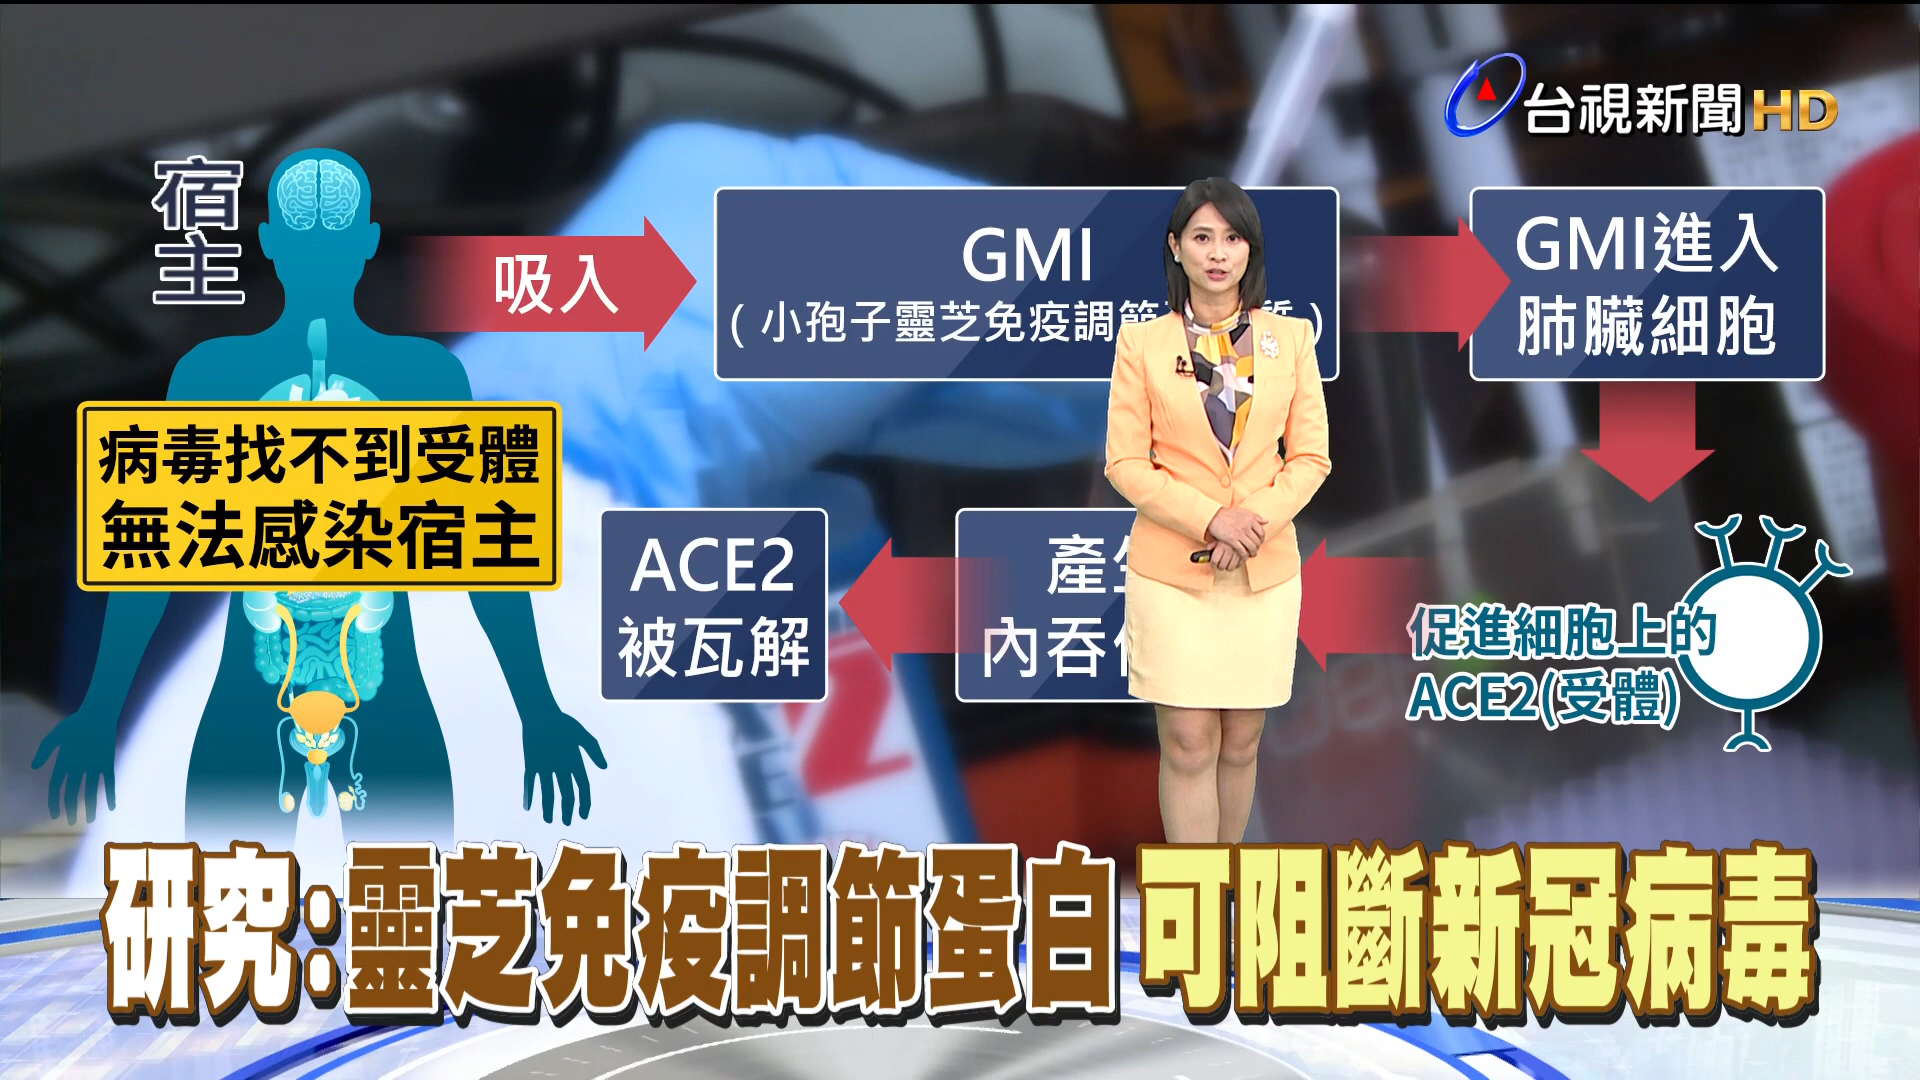 台視新聞HD
宿主
吸入
GMI
(小孢子靈芝免疫調節
GMI進入
肺臟細胞
促進細胞上的
ACE2(受體)
產生
內吞作
ACE2
被瓦解
病毒找不到受體
無法感染宿主
研究:靈芝免疫調節蛋白 可阻斷新冠病毒